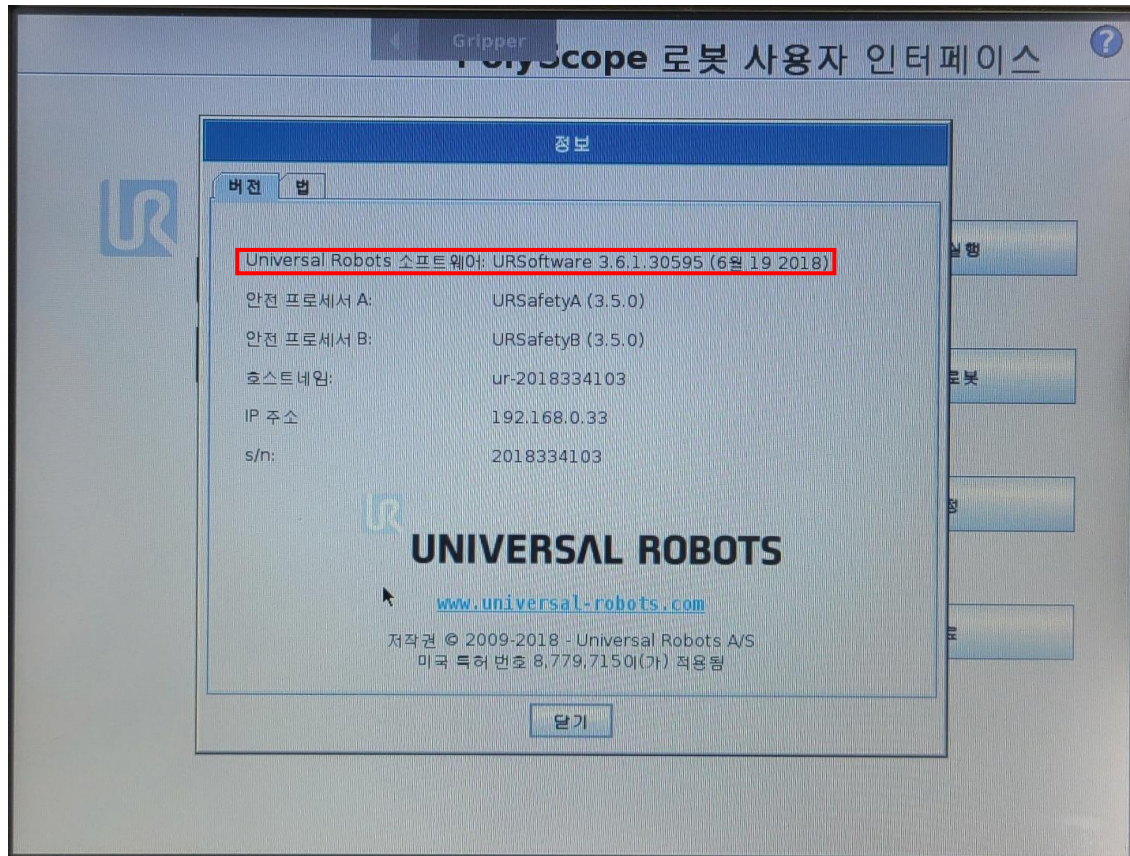 Gripper
PolyScope 로봇 사용자 인터페이스
?
정보
버전 법
Universal Robots 소프트웨어: URSoftware 3.6.1.30595 (6월 19 2018)
실행
안전 프로세서 A: URSafetyA (3.5.0)
안전 프로세서 B: URSafetyB (3.5.0)
호스트네임: ur-2018334103
로봇
IP 주소 192.168.0.33
s/n: 2018334103
UR
UR
정
UNIVERSAL ROBOTS
www.universal-robots.com
저작권 © 2009-2018 - Universal Robots A/S
미국 특허 번호 8,779,715이(가) 적용됨
닫기